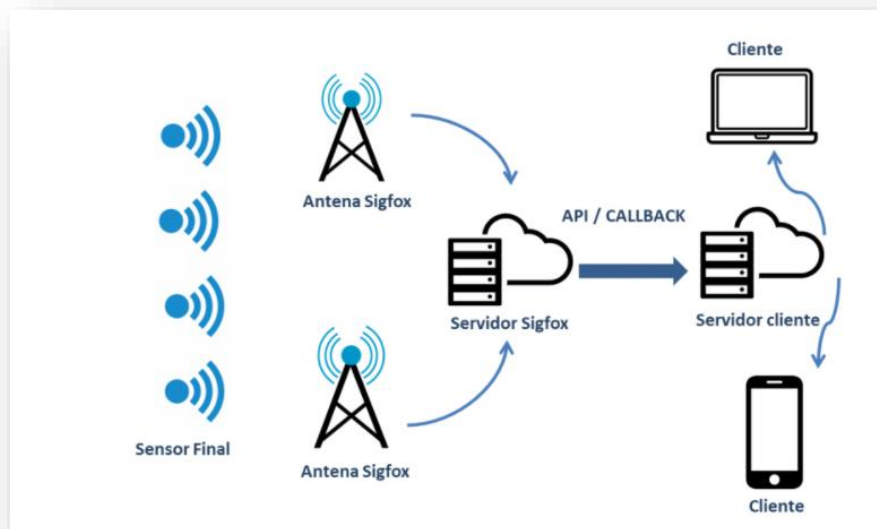 Cliente
Antena Sigfox
API / CALLBACK
Servidor Sigfox
Servidor cliente
Sensor Final
Antena Sigfox
Cliente